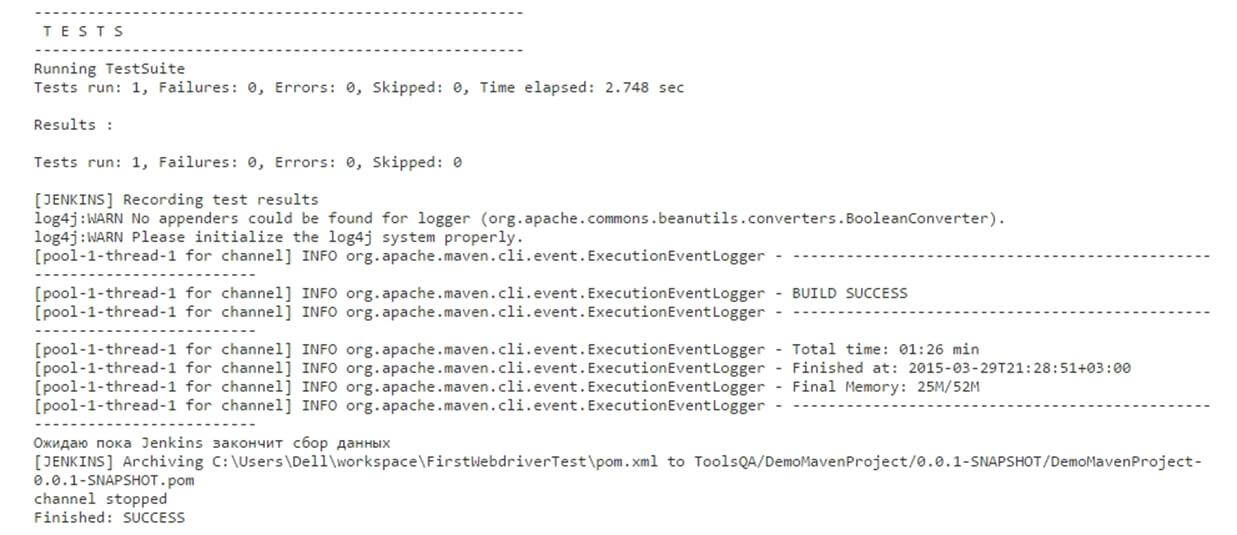 -------------------------------------------------------
 T E S T S
-------------------------------------------------------
Running TestSuite
Tests run: 1, Failures: 0, Errors: 0, Skipped: 0, Time elapsed: 2.748 sec

Results :

Tests run: 1, Failures: 0, Errors: 0, Skipped: 0

[JENKINS] Recording test results
log4j:WARN No appenders could be found for logger (org.apache.commons.beanutils.converters.BooleanConverter).
log4j:WARN Please initialize the log4j system properly.
[pool-1-thread-1 for channel] INFO org.apache.maven.cli.event.ExecutionEventLogger - -----------------------------------------------
-------------------------
[pool-1-thread-1 for channel] INFO org.apache.maven.cli.event.ExecutionEventLogger - BUILD SUCCESS
[pool-1-thread-1 for channel] INFO org.apache.maven.cli.event.ExecutionEventLogger - -----------------------------------------------
-------------------------
[pool-1-thread-1 for channel] INFO org.apache.maven.cli.event.ExecutionEventLogger - Total time: 01:26 min
[pool-1-thread-1 for channel] INFO org.apache.maven.cli.event.ExecutionEventLogger - Finished at: 2015-03-29T21:28:51+03:00
[pool-1-thread-1 for channel] INFO org.apache.maven.cli.event.ExecutionEventLogger - Final Memory: 25M/52M
[pool-1-thread-1 for channel] INFO org.apache.maven.cli.event.ExecutionEventLogger - -----------------------------------------------
-------------------------
Ожидаю пока Jenkins закончит сбор данных
[JENKINS] Archiving C:\Users\Dell\workspace\FirstWebdriverTest\pom.xml to ToolsQA/DemoMavenProject/0.0.1-SNAPSHOT/DemoMavenProject-
0.0.1-SNAPSHOT.pom
channel stopped
Finished: SUCCESS